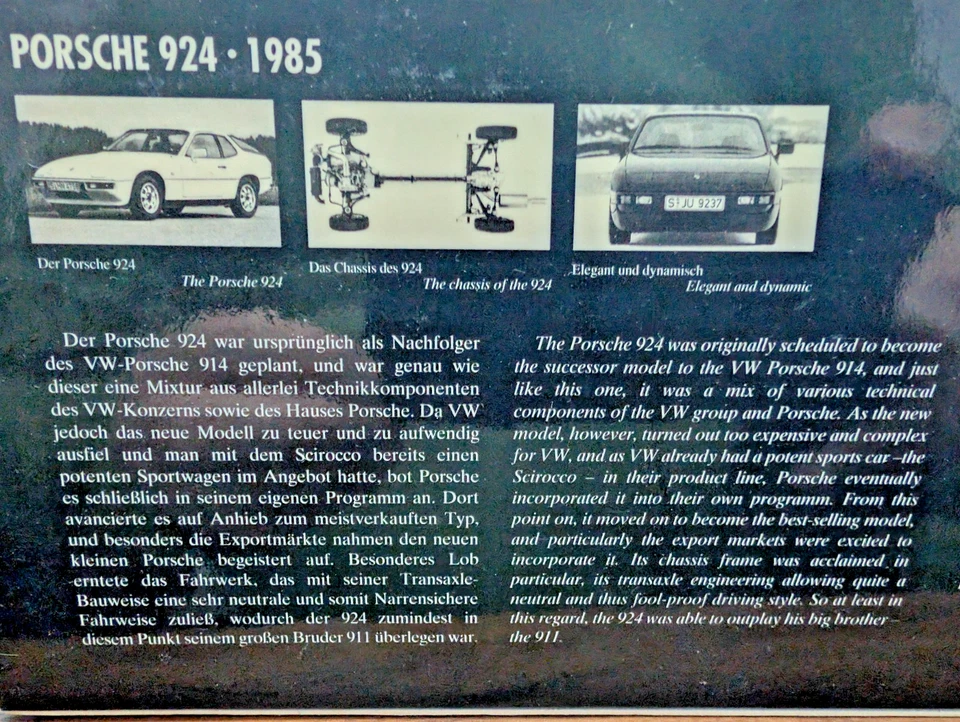 PORSCHE 924 · 1985
S·JU 9237
Der Porsche 924
The Porsche 924
Das Chassis des 924
The chassis of the 924
Elegant und dynamisch
Elegant and dynamic
Der Porsche 924 war ursprünglich als Nachfolger
des VW-Porsche 914 geplant, und war genau wie
dieser eine Mixtur aus allerlei Technikkomponenten
des VW-Konzerns sowie des Hauses Porsche. Da VW
jedoch das neue Modell zu teuer und zu aufwendig
ausfiel und man mit dem Scirocco bereits einen
potenten Sportwagen im Angebot hatte, bot Porsche
es schließlich in seinem eigenen Programm an. Dort
avancierte es auf Anhieb zum meistverkauften Typ,
und besonders die Exportmärkte nahmen den neuen
kleinen Porsche begeistert auf. Besonderes Lob
erntete das Fahrwerk, das mit seiner Transaxle-
Bauweise eine sehr neutrale und somit Narrensichere
Fahrweise zuließ, wodurch der 924 zumindest in
diesem Punkt seinem großen Bruder 911 überlegen war.
The Porsche 924 was originally scheduled to become
the successor model to the VW Porsche 914, and just
like this one, it was a mix of various technical
components of the VW group and Porsche. As the new
model, however, turned out too expensive and complex
for VW, and as VW already had a potent sports car –the
Scirocco – in their product line, Porsche eventually
incorporated it into their own programm. From this
point on, it moved on to become the best-selling model,
and particularly the export markets were excited to
incorporate it. Its chassis frame was acclaimed in
particular, its transaxle engineering allowing quite a
neutral and thus fool-proof driving style. So at least in
this regard, the 924 was able to outplay his big brother –
the 911.